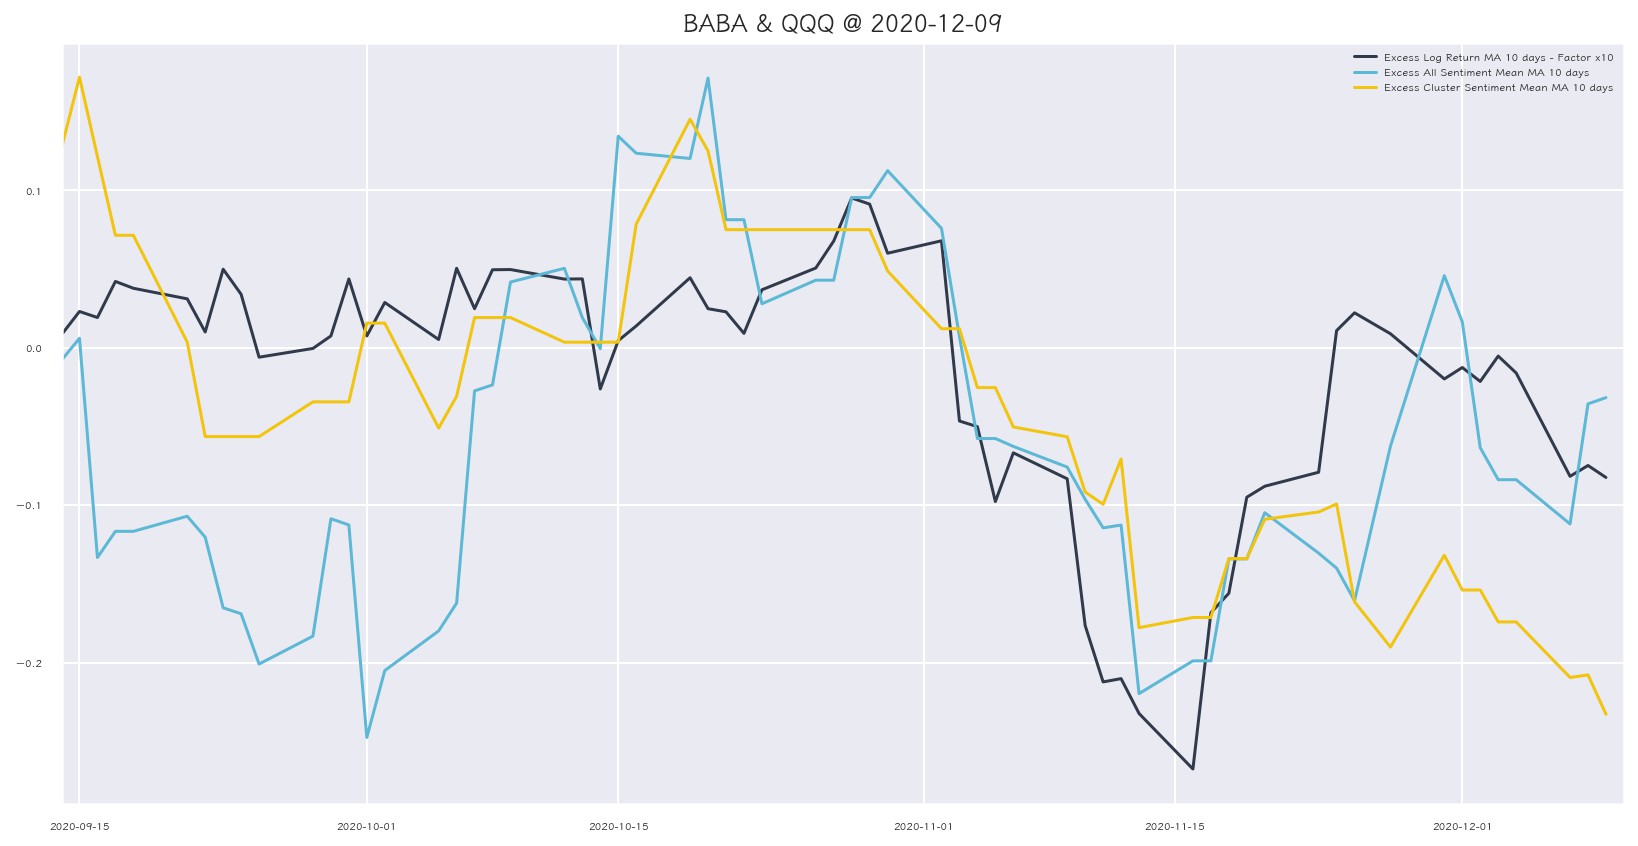 BABA & QQQ @ 2020-12-09
Excess Log Return MA 10 days - Factor x10
Excess All Sentiment Mean MA 10 days
Excess Cluster Sentiment Mean MA 10 days
0.1
0.0
−0.1
−0.2
2020-09-15 2020-10-01 2020-10-15 2020-11-01 2020-11-15 2020-12-01